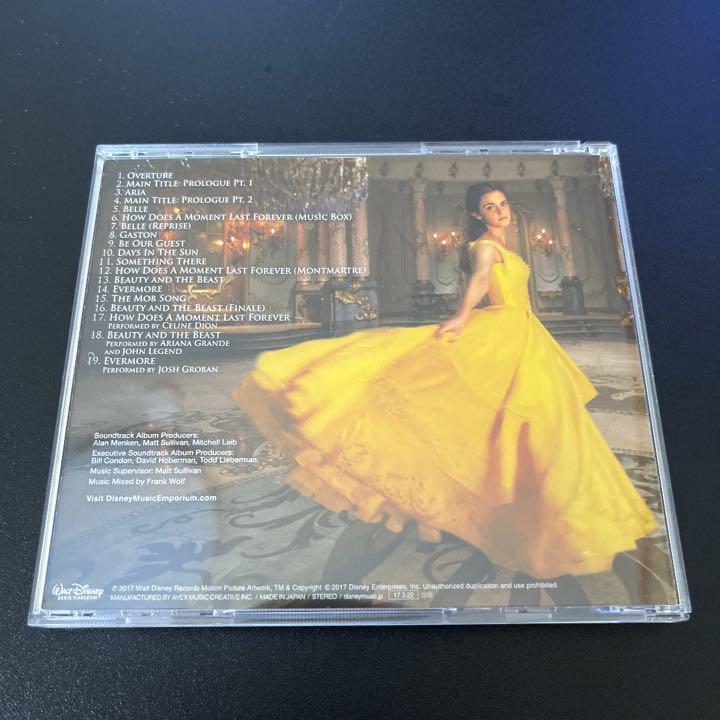 1. Overture
2. Main Title: Prologue Pt. 1
3. Aria
4. Main Title: Prologue Pt. 2
5. Belle
6. How Does A Moment Last Forever (Music Box)
7. Belle (Reprise)
8. Gaston
9. Be Our Guest
10. Days In The Sun
11. Something There
12. How Does A Moment Last Forever (Montmartre)
13. Beauty and the Beast
14. Evermore
15. The Mob Song
16. Beauty and the Beast (Finale)
17. How Does A Moment Last Forever
Performed by Celine Dion
18. Beauty and the Beast
Performed by Ariana Grande
and John Legend
19. Evermore
Performed by Josh Groban
Soundtrack Album Producers:
Alan Menken, Matt Sullivan, Mitchell Leib
Executive Soundtrack Album Producers:
Bill Condon, David Hoberman, Todd Lieberman
Music Supervisor: Matt Sullivan
Music Mixed by Frank Wolf
Visit DisneyMusicEmporium.com
Walt Disney
RECORDS
℗ 2017 Walt Disney Records Motion Picture Artwork, TM & Copyright © 2017 Disney Enterprises, Inc. Unauthorized duplication and use prohibited.
MANUFACTURED BY AVEX MUSIC CREATIVE INC. / MADE IN JAPAN / STEREO / disneymusic.jp 17.3.22